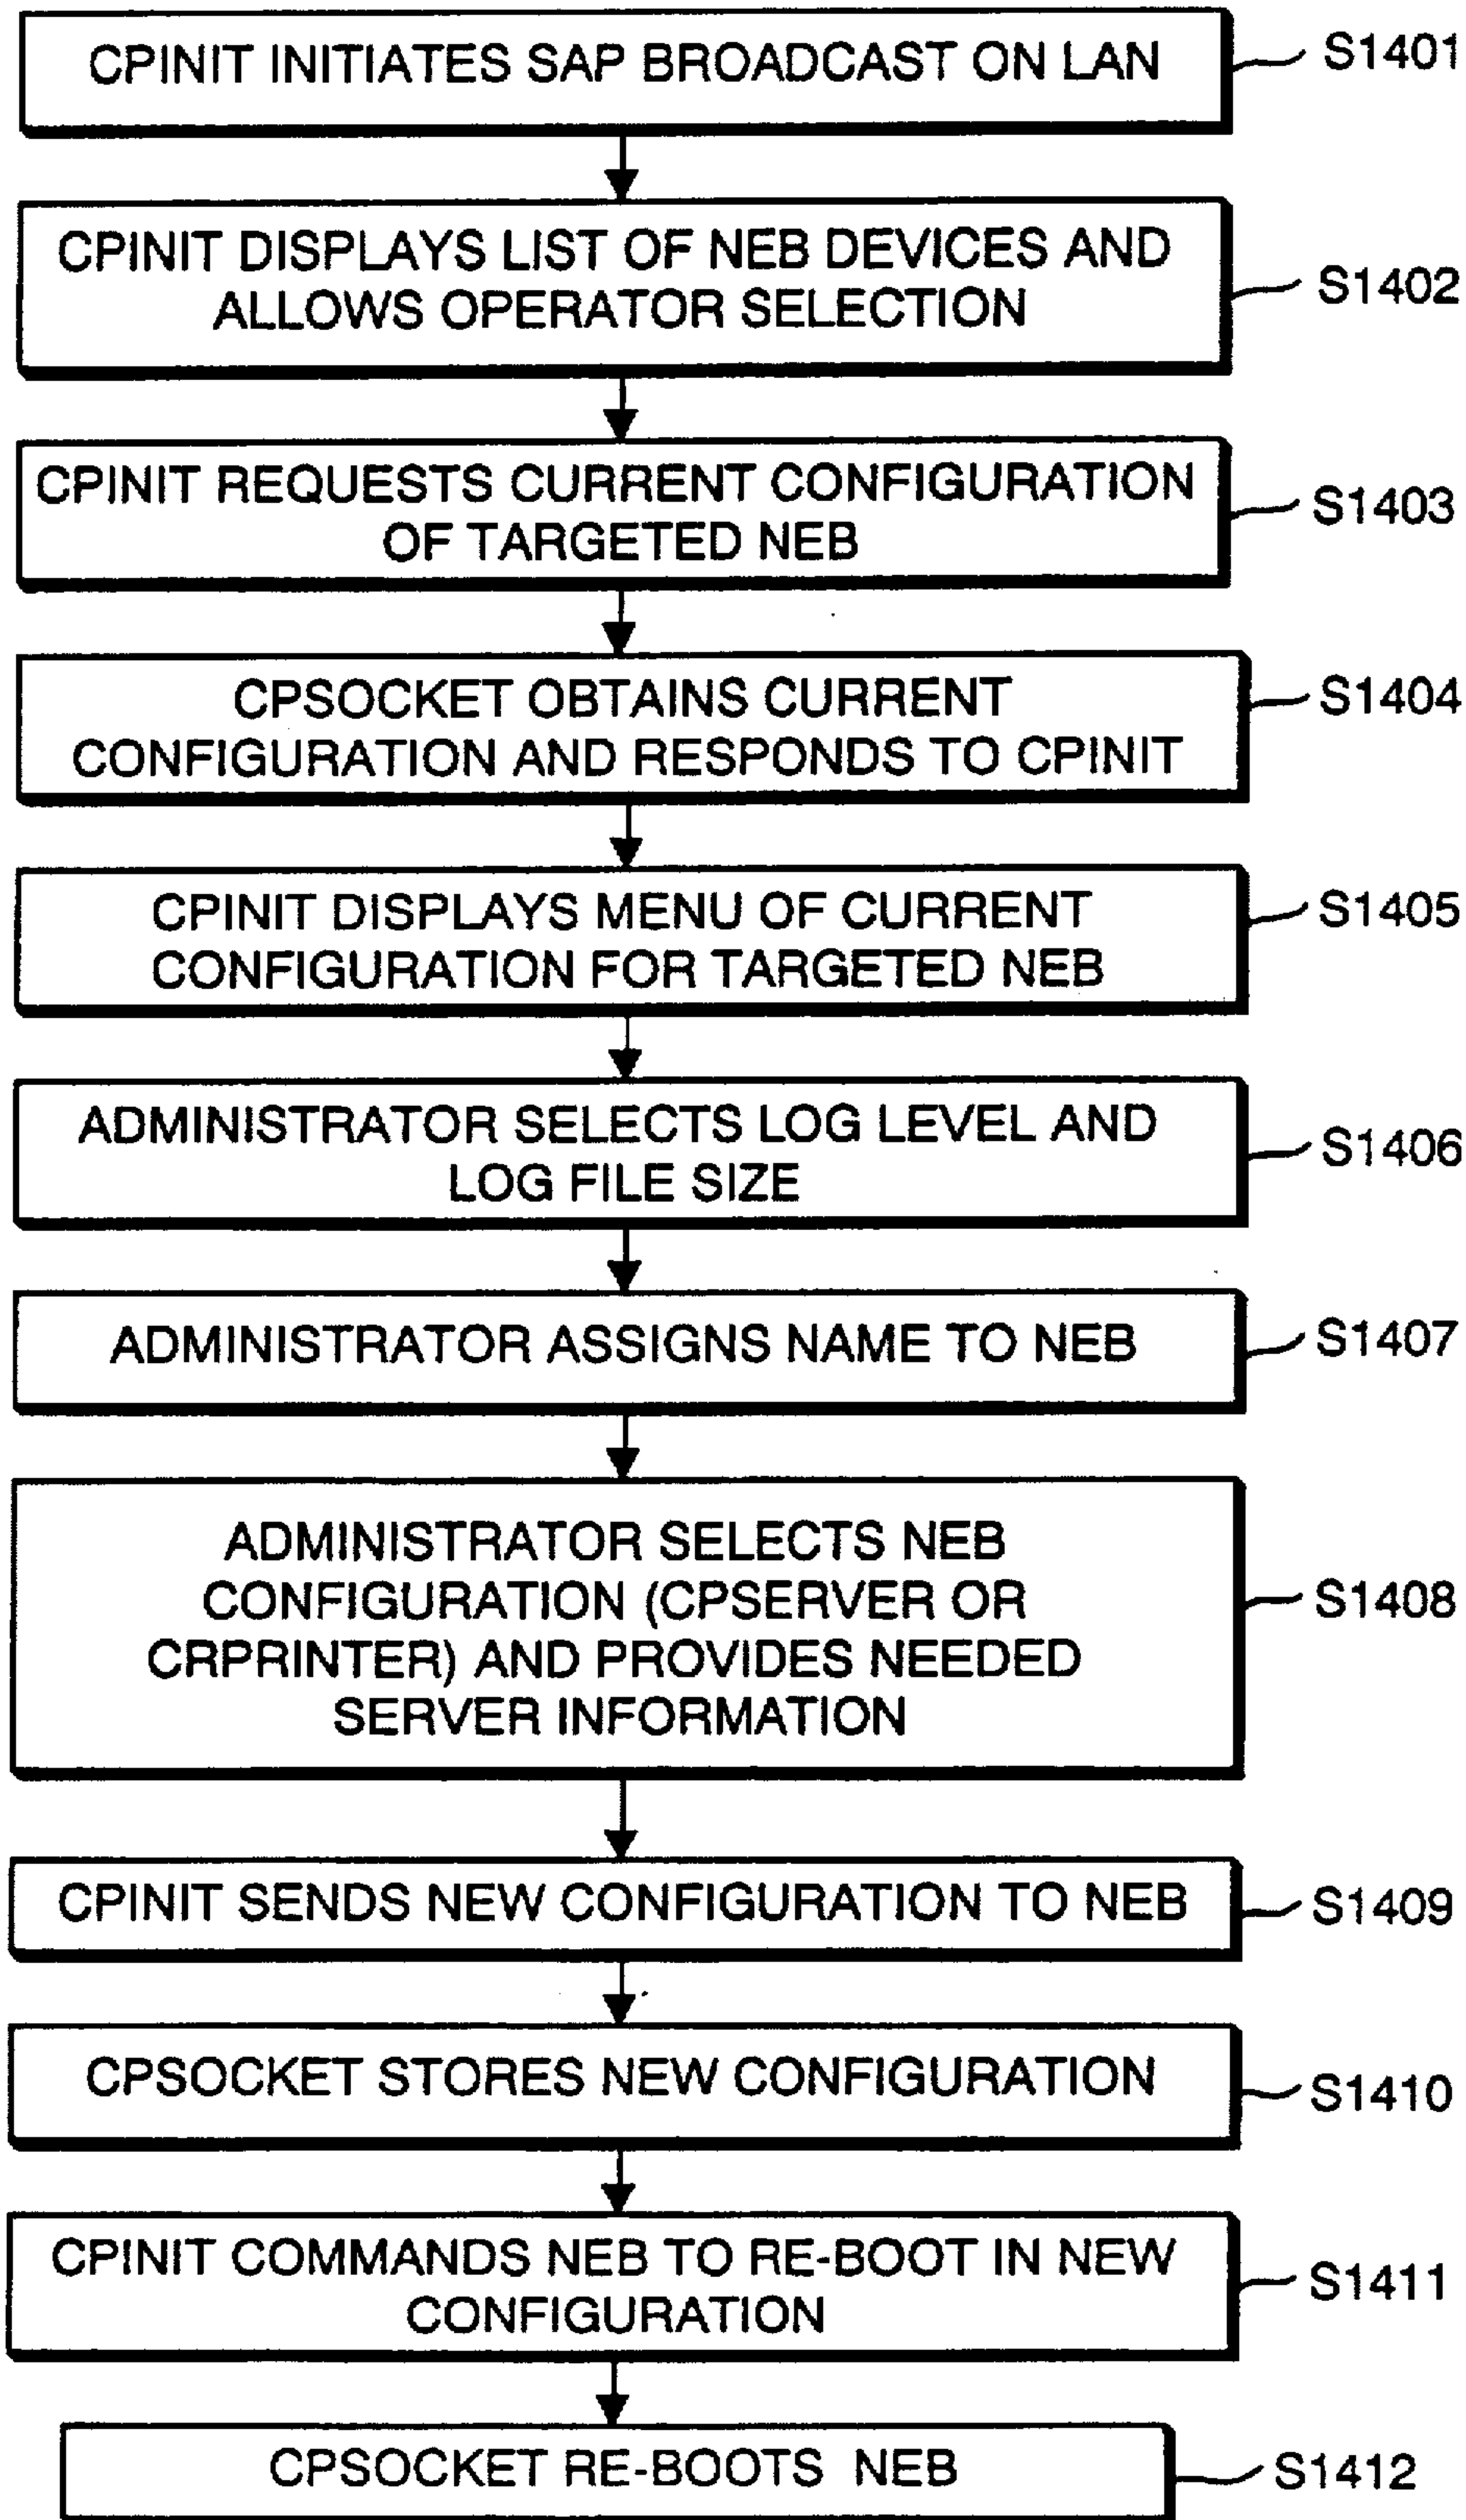 CPINIT INITIATES SAP BROADCAST ON LAN
S1401
CPINIT DISPLAYS LIST OF NEB DEVICES AND
ALLOWS OPERATOR SELECTION
S1402
CPINIT REQUESTS CURRENT CONFIGURATION
OF TARGETED NEB
S1403
CPSOCKET OBTAINS CURRENT
CONFIGURATION AND RESPONDS TO CPINIT
S1404
CPINIT DISPLAYS MENU OF CURRENT
CONFIGURATION FOR TARGETED NEB
S1405
ADMINISTRATOR SELECTS LOG LEVEL AND
LOG FILE SIZE
S1406
ADMINISTRATOR ASSIGNS NAME TO NEB
S1407
ADMINISTRATOR SELECTS NEB
CONFIGURATION (CPSERVER OR
CRPRINTER) AND PROVIDES NEEDED
SERVER INFORMATION
S1408
CPINIT SENDS NEW CONFIGURATION TO NEB
S1409
CPSOCKET STORES NEW CONFIGURATION
S1410
CPINIT COMMANDS NEB TO RE-BOOT IN NEW
CONFIGURATION
S1411
CPSOCKET RE-BOOTS NEB
S1412